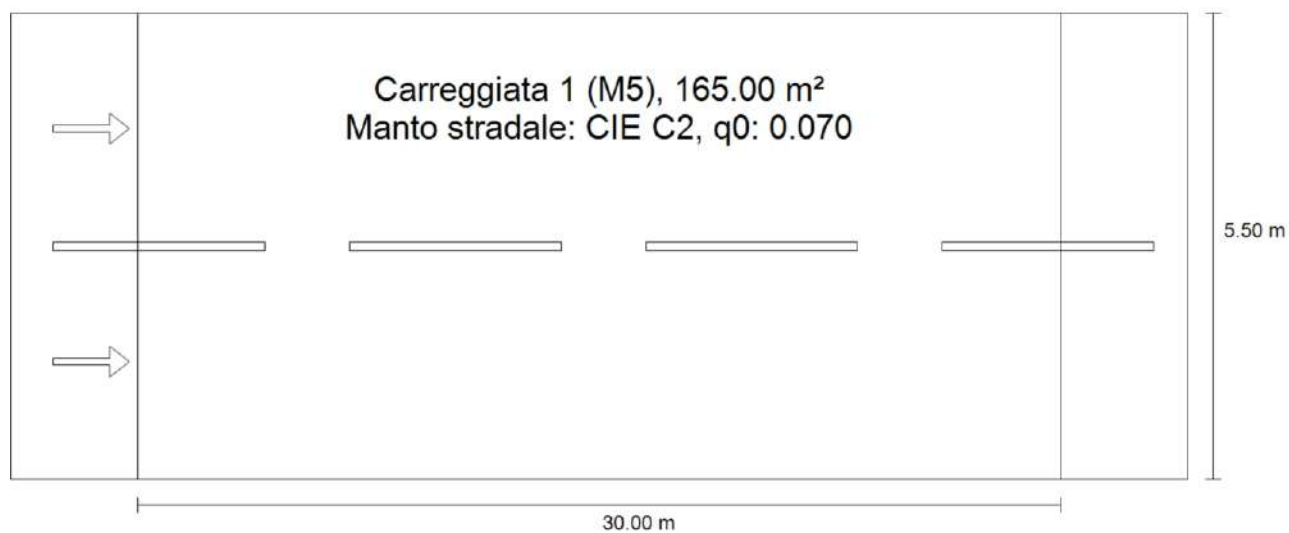 Carreggiata 1 (M5), 165.00 m²
Manto stradale: CIE C2, q0: 0.070
5.50 m
30.00 m